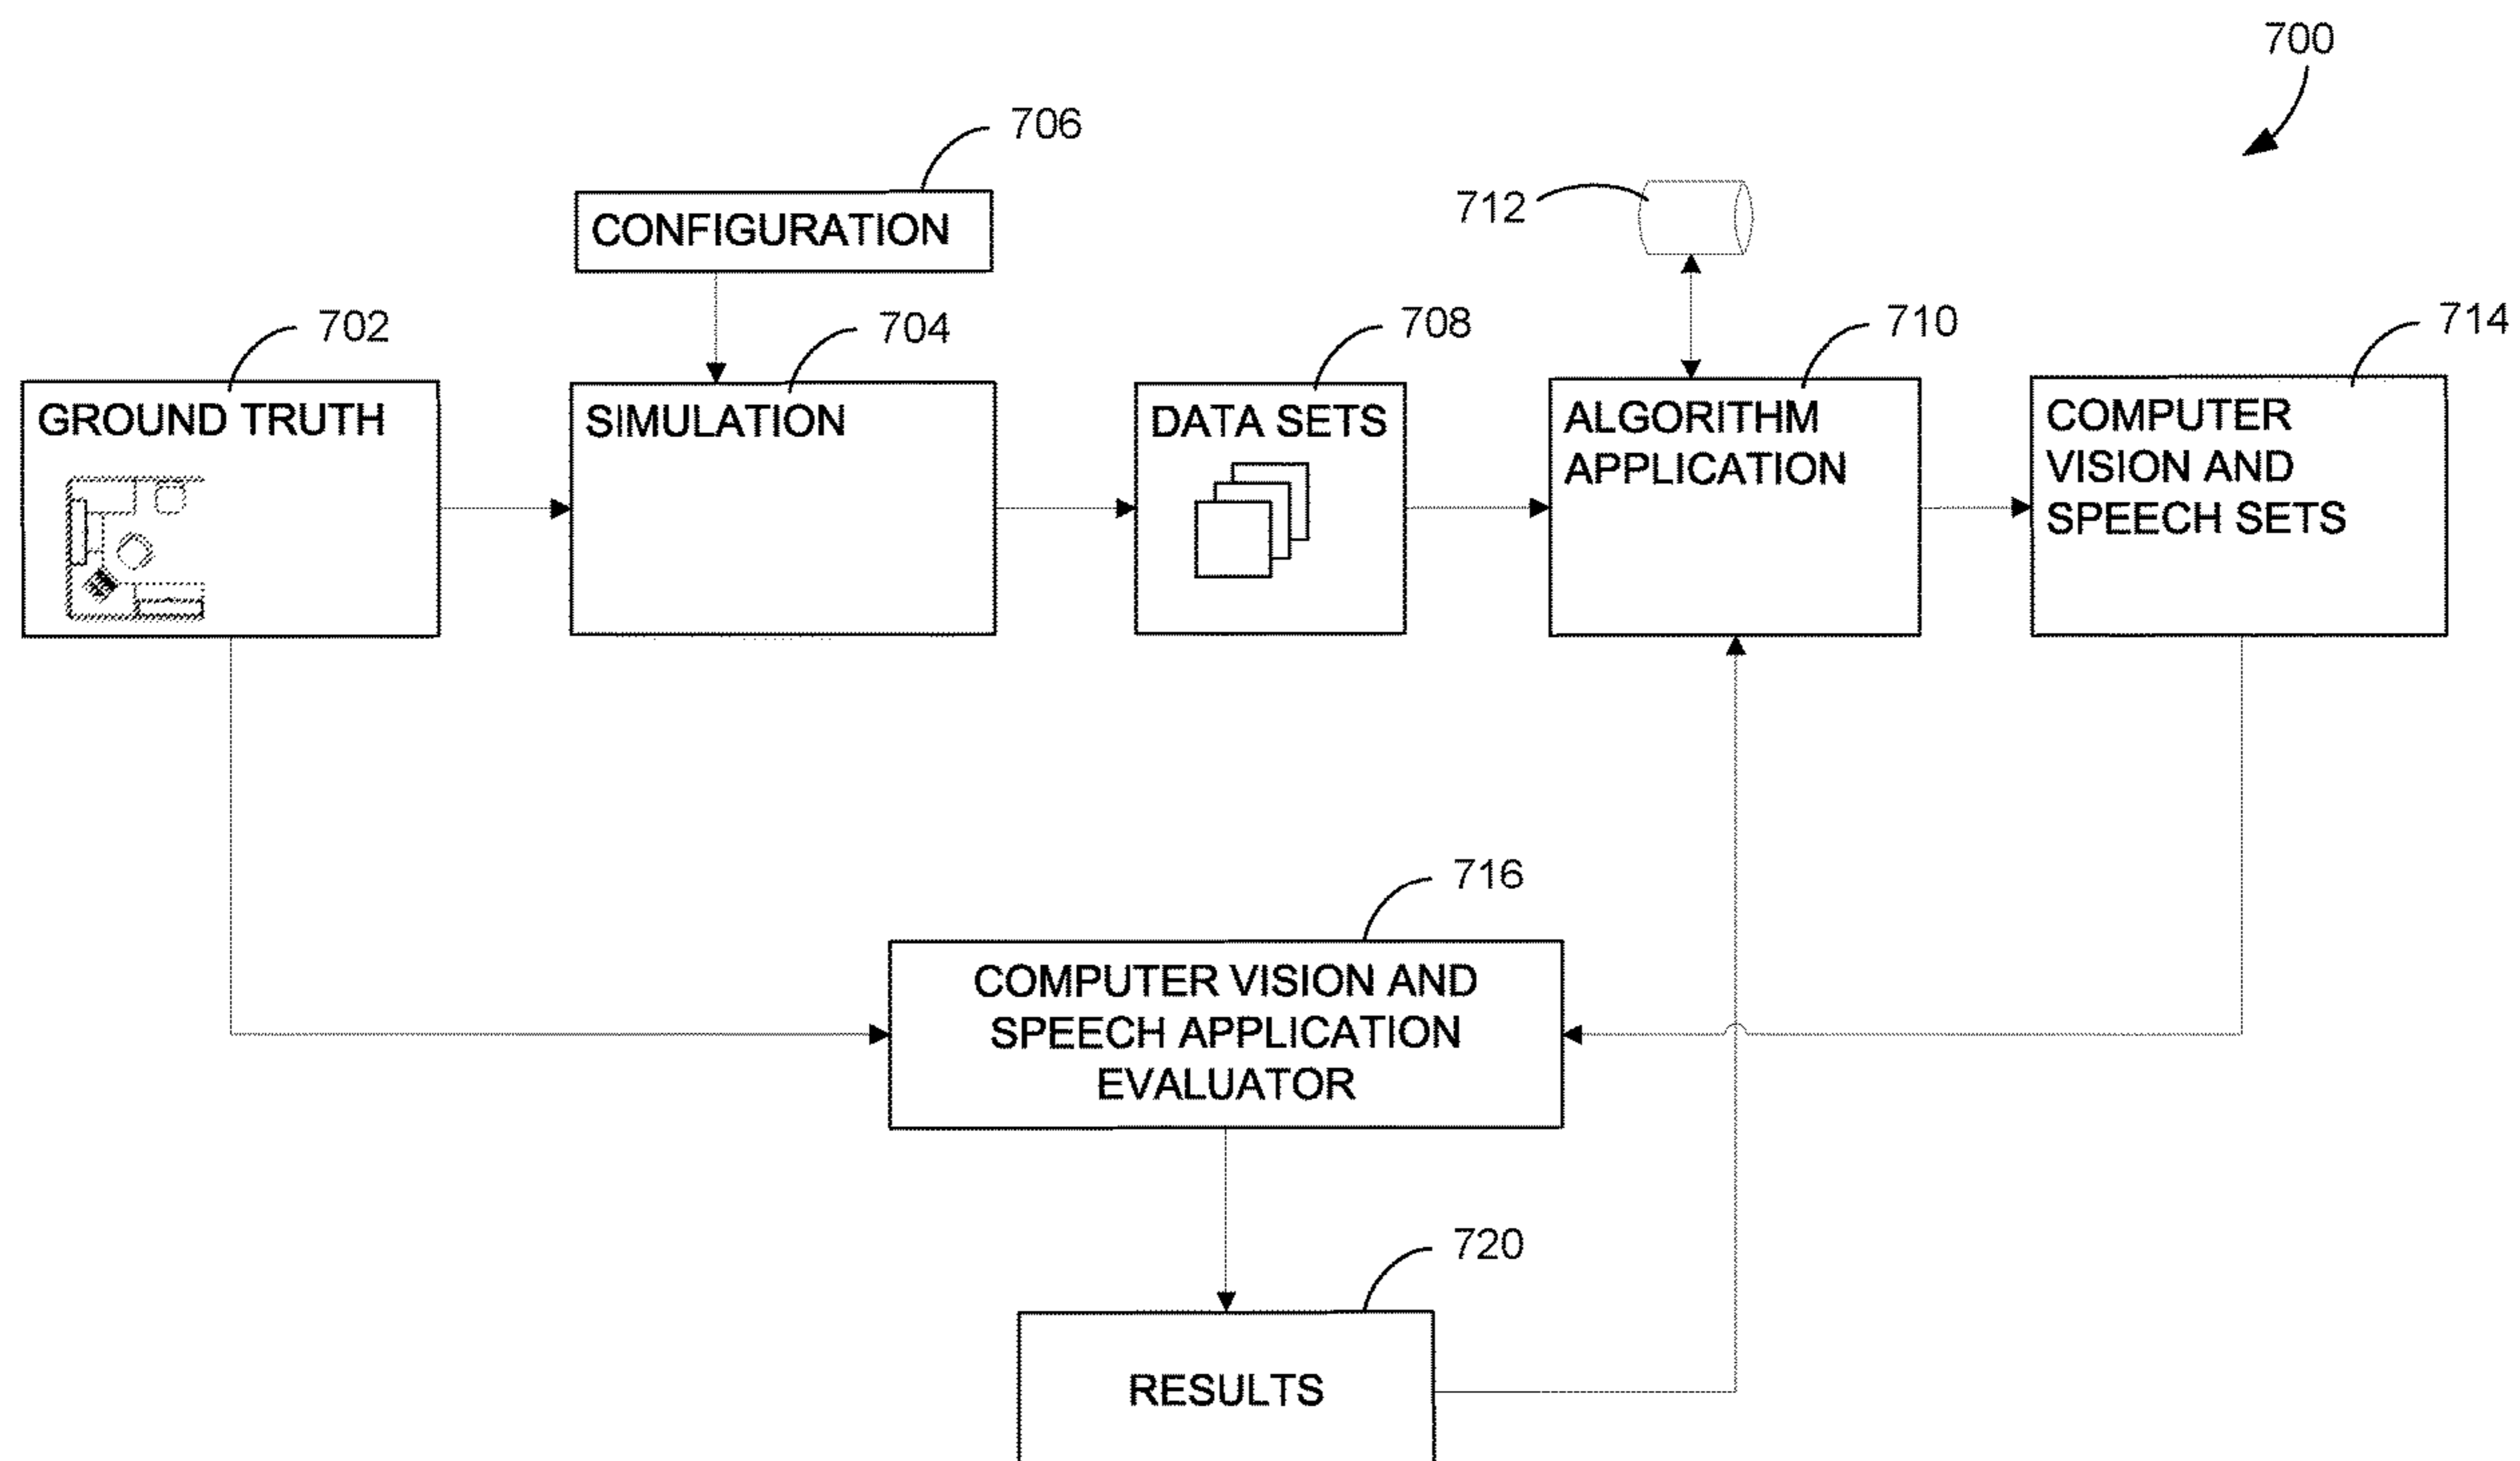 700
706
CONFIGURATION
712
702
704
708
710
714
GROUND TRUTH
SIMULATION
DATA SETS
ALGORITHM
APPLICATION
COMPUTER
VISION AND
SPEECH SETS
716
COMPUTER VISION AND
SPEECH APPLICATION
EVALUATOR
720
RESULTS